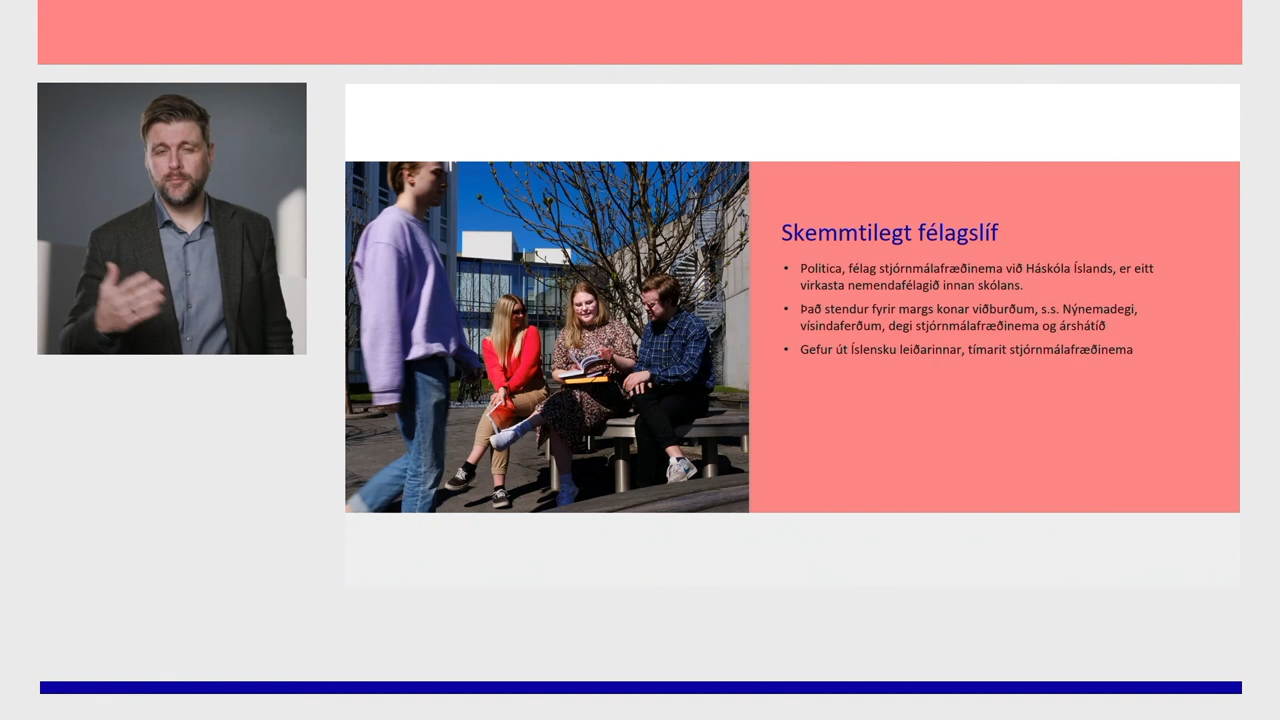 Skemmtilegt félagslíf
• Politica, félag stjórnmálafræðinema við Háskóla Íslands, er eitt
virkasta nemendafélagið innan skólans.
• Það stendur fyrir margs konar viðburðum, s.s. Nýnemadegi,
vísindaferðum, degi stjórnmálafræðinema og árshátíð
• Gefur út Íslensku leiðarinnar, tímarit stjórnmálafræðinema